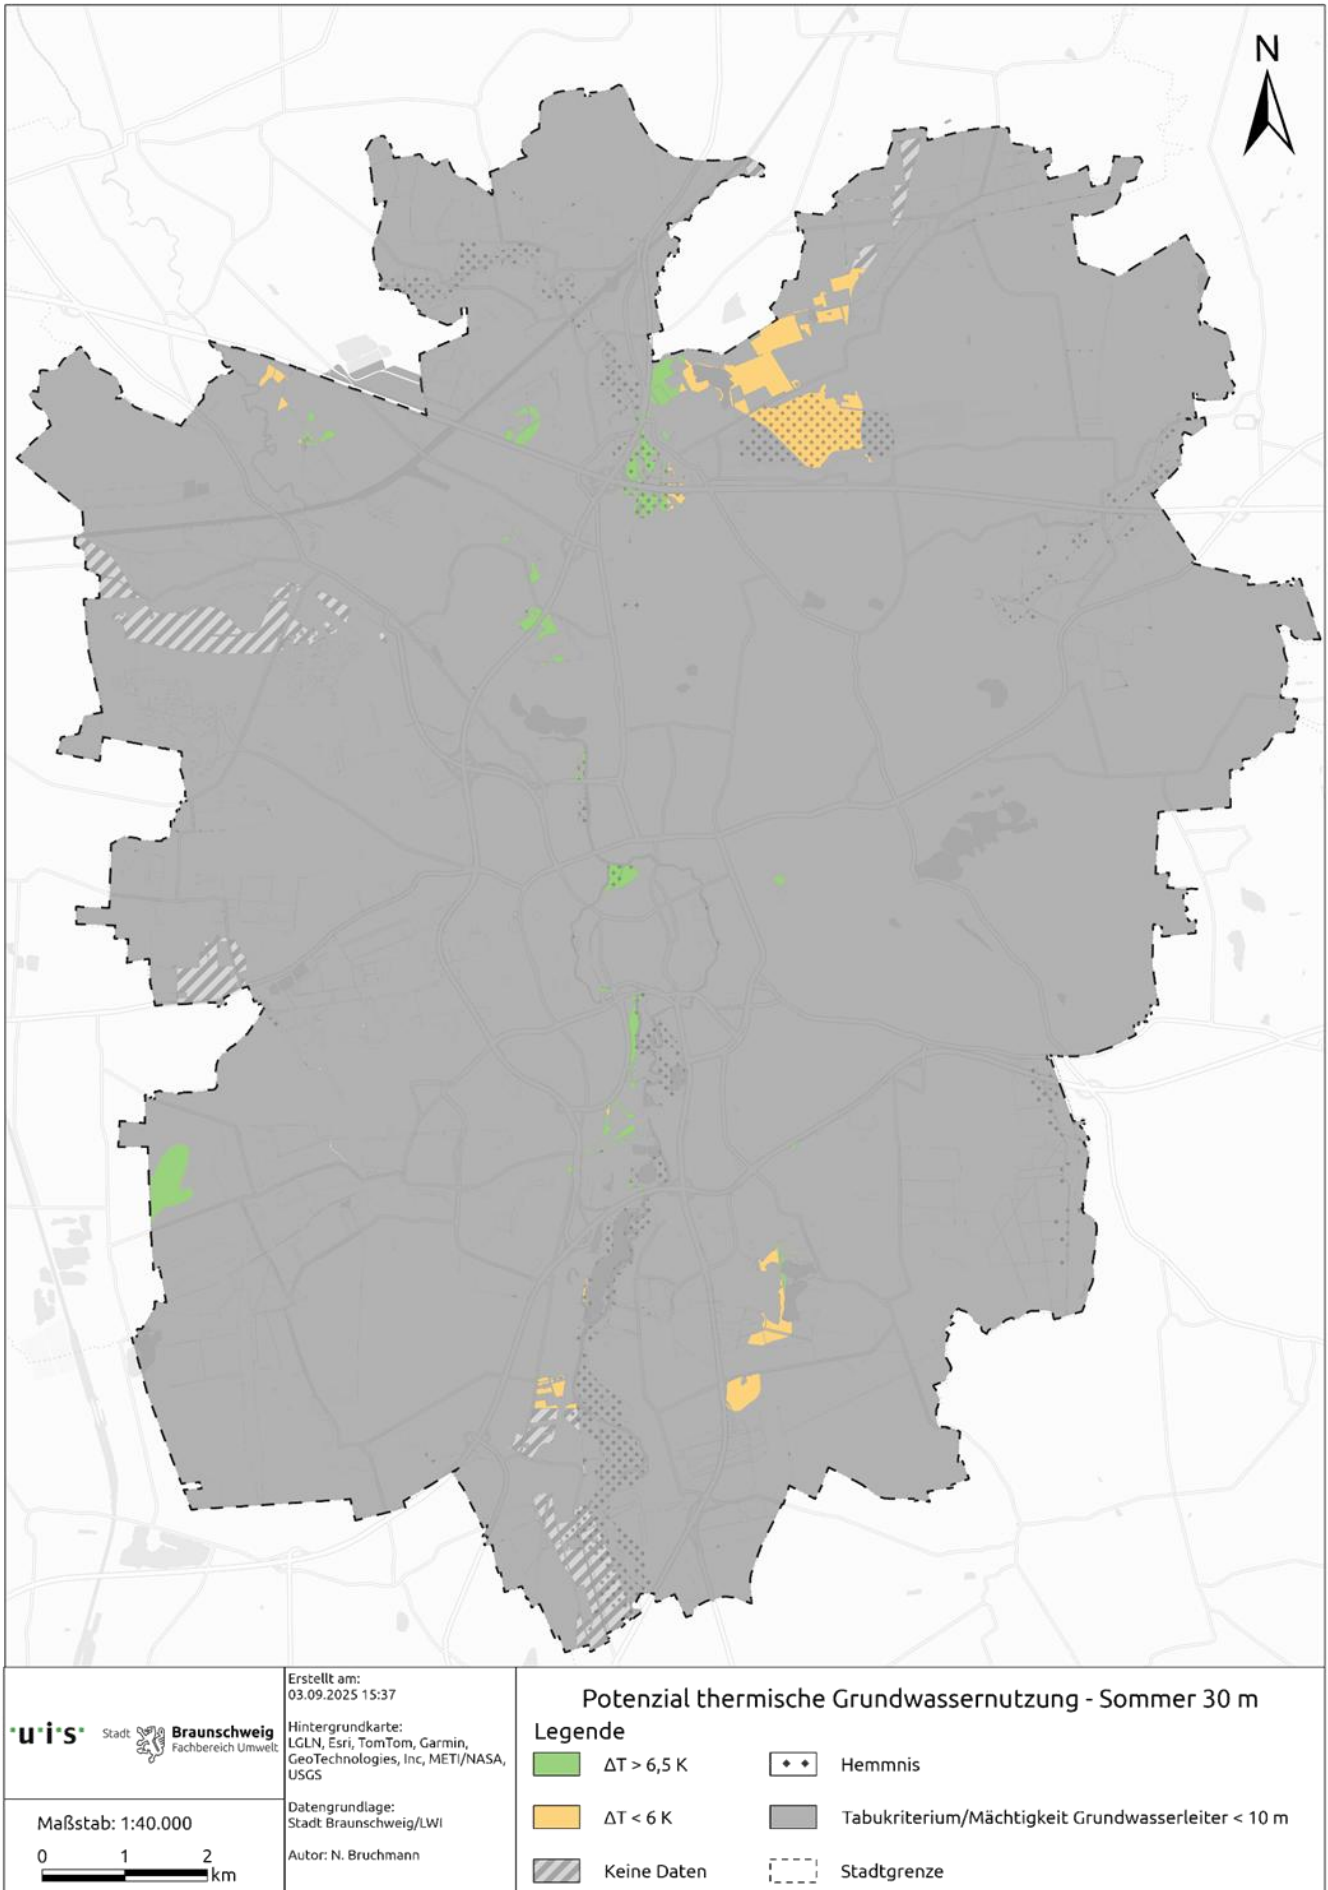 N
·u·i·s·
Stadt
Braunschweig
Fachbereich Umwelt
Maßstab: 1:40.000
0 1 2
km
Erstellt am:
03.09.2025 15:37
Hintergrundkarte:
LGLN, Esri, TomTom, Garmin,
GeoTechnologies, Inc, METI/NASA,
USGS
Datengrundlage:
Stadt Braunschweig/LWI
Autor: N. Bruchmann
Potenzial thermische Grundwassernutzung - Sommer 30 m
Legende
ΔT > 6,5 K
ΔT < 6 K
Keine Daten
Hemmnis
Tabukriterium/Mächtigkeit Grundwasserleiter < 10 m
Stadtgrenze